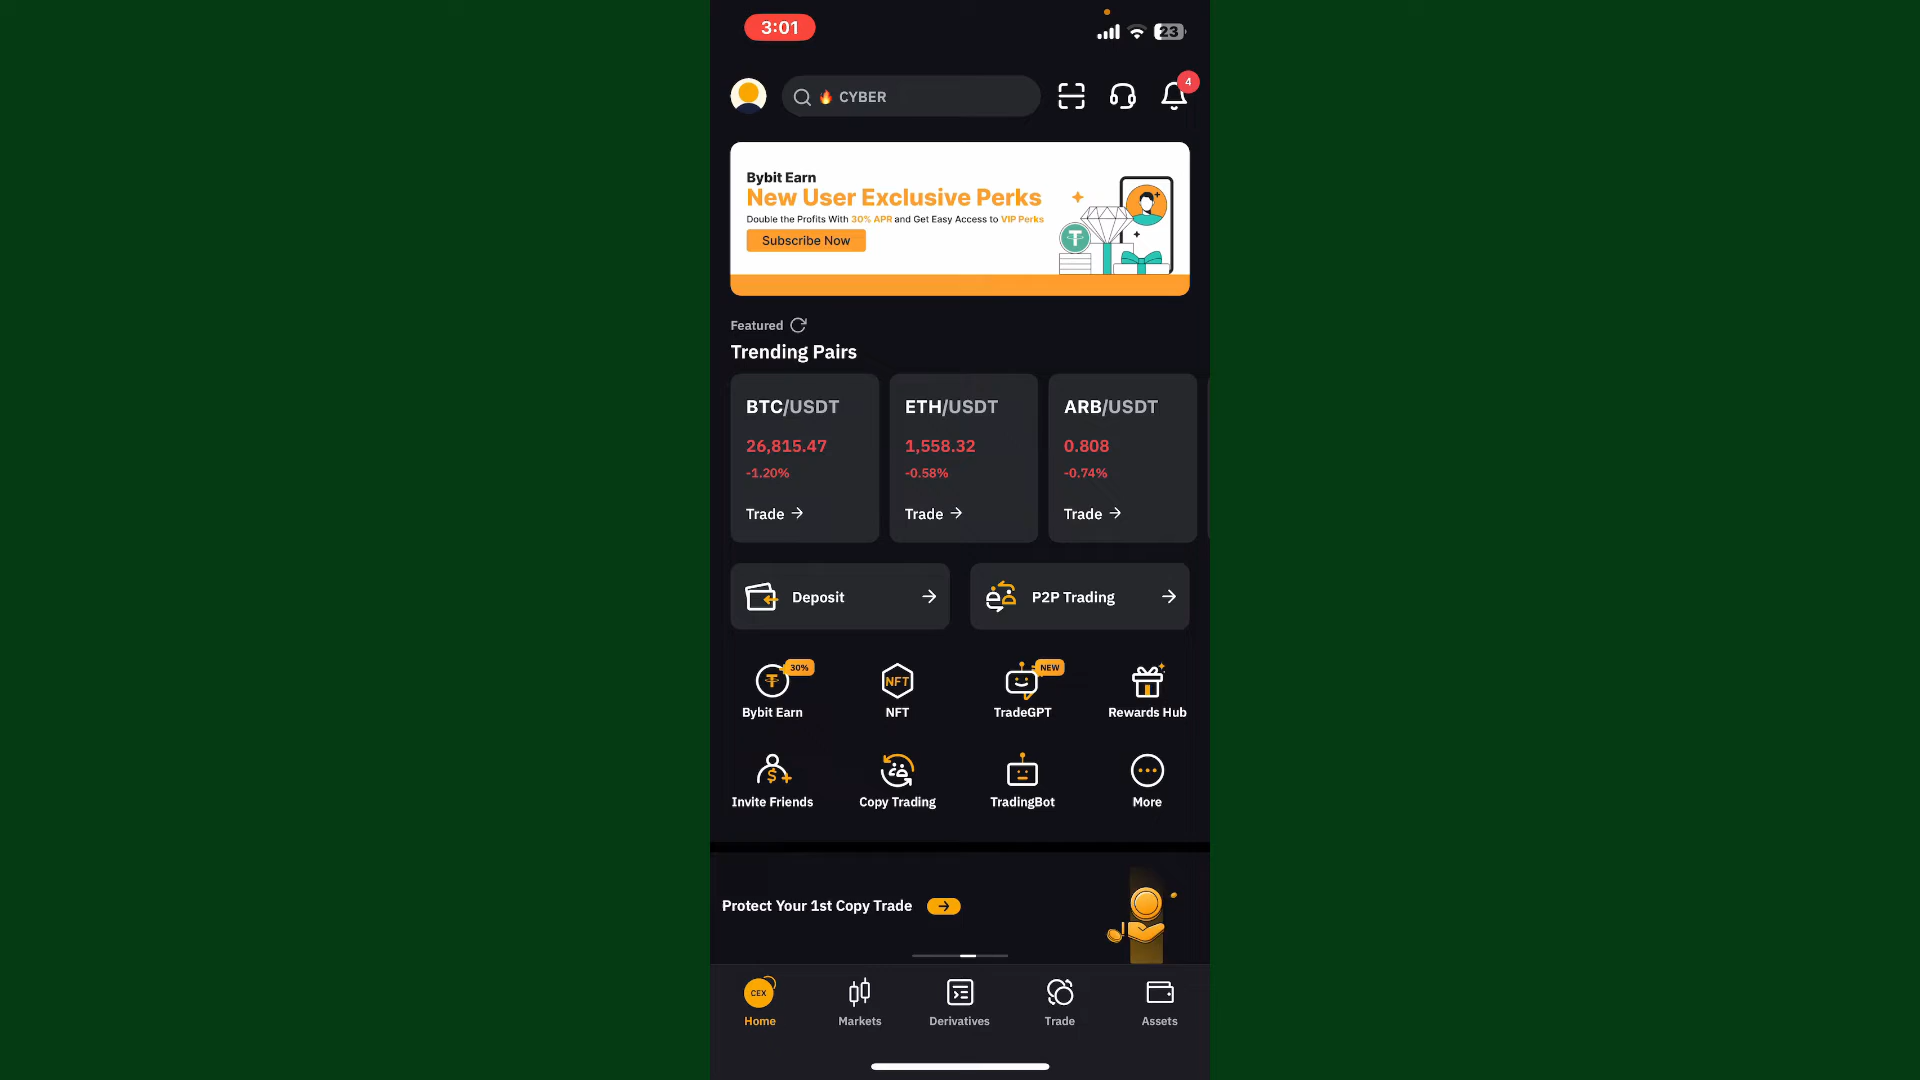 3:01
23
🔥 CYBER
4
Bybit Earn
New User Exclusive Perks
Double the Profits With 30% APR and Get Easy Access to VIP Perks
Subscribe Now
Featured
Trending Pairs
BTC/USDT
26,815.47
-1.20%
Trade
ETH/USDT
1,558.32
-0.58%
Trade
ARB/USDT
0.808
-0.74%
Trade
Deposit
P2P Trading
30%
Bybit Earn
NFT
NFT
NEW
TradeGPT
Rewards Hub
Invite Friends
Copy Trading
TradingBot
More
Protect Your 1st Copy Trade
CEX
Home
Markets
Derivatives
Trade
Assets